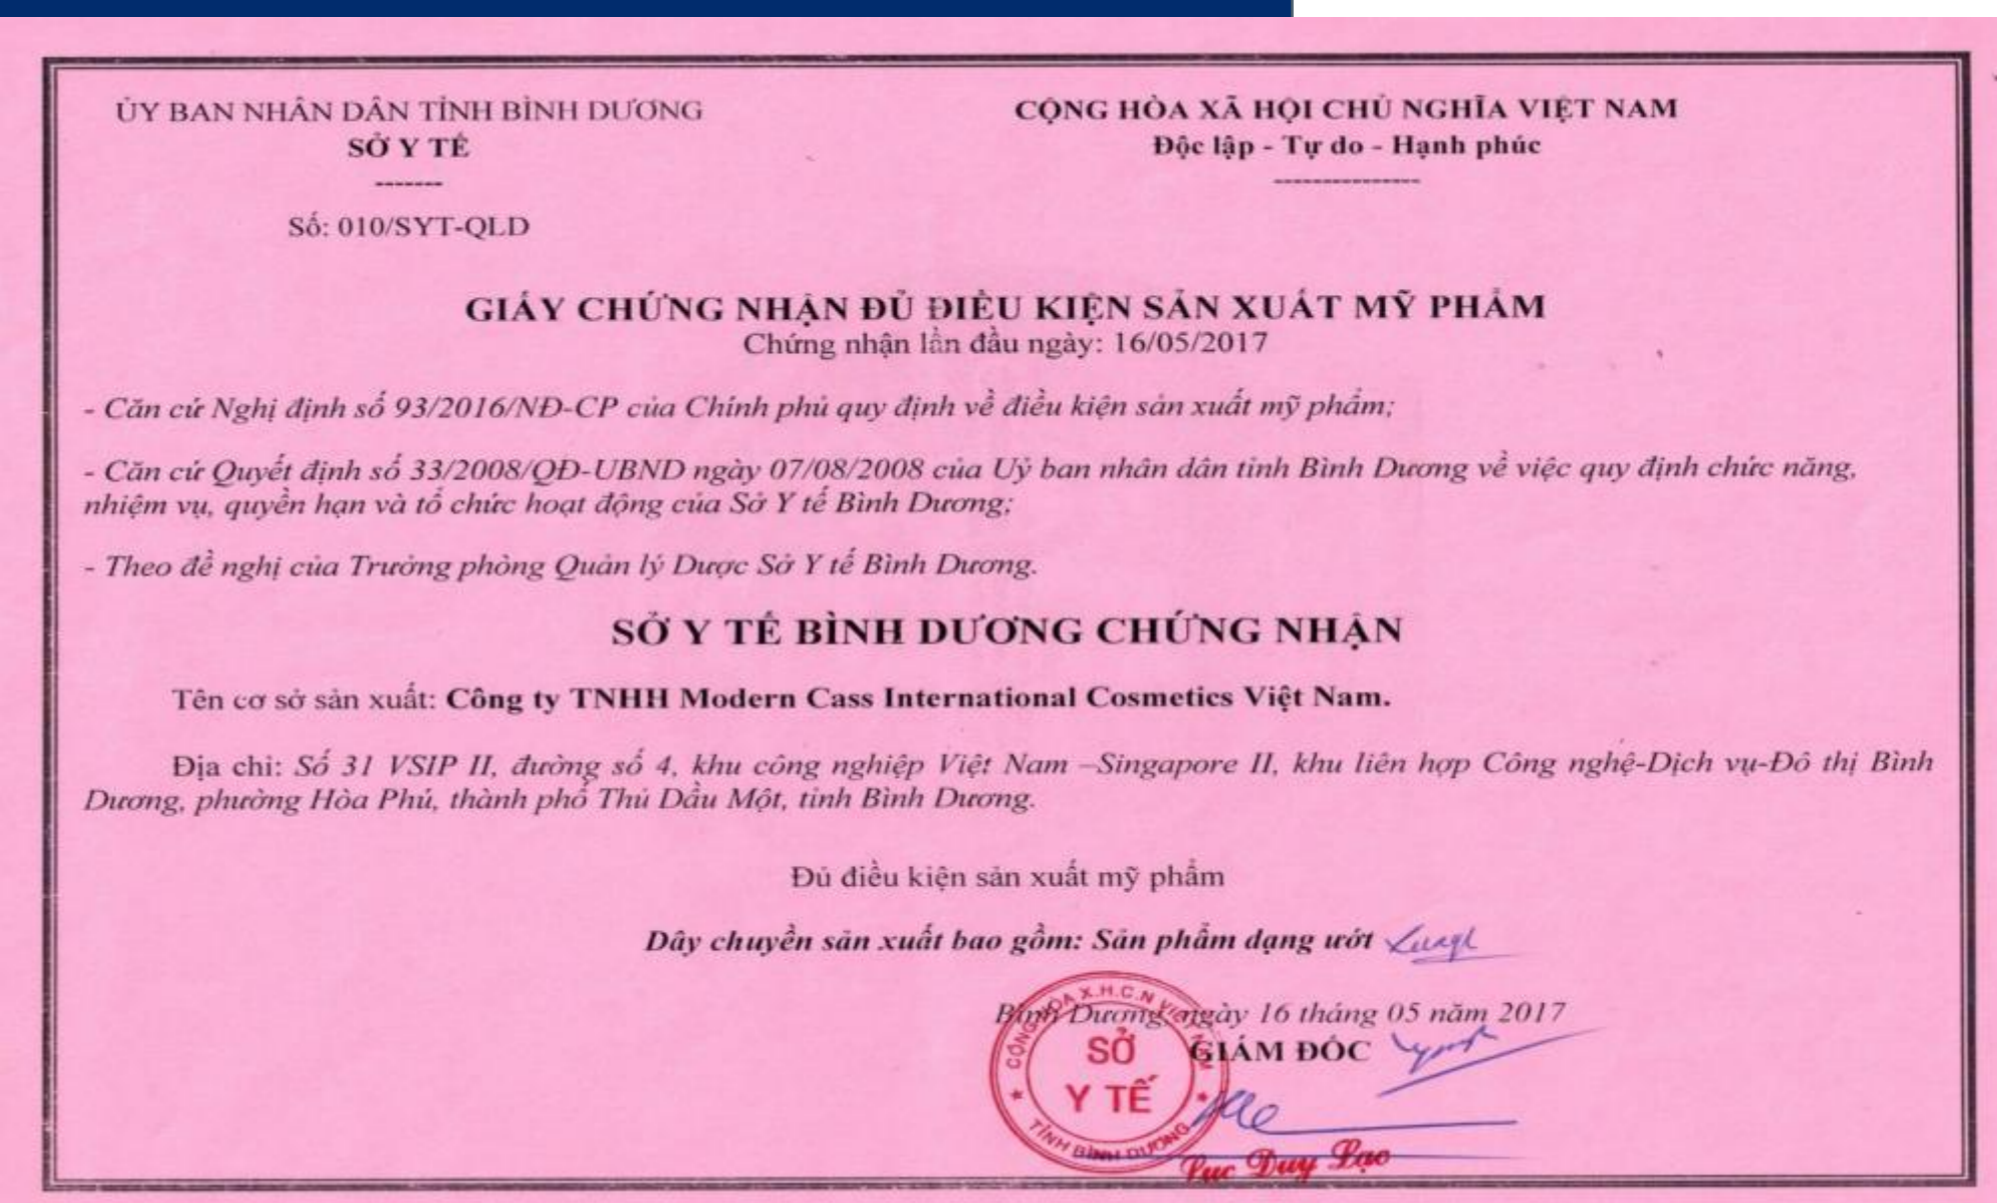 ỦY BAN NHÂN DÂN TỈNH BÌNH DƯƠNG
SỞ Y TẾ
-------
Số: 010/SYT-QLD
CỘNG HÒA XÃ HỘI CHỦ NGHĨA VIỆT NAM
Độc lập - Tự do - Hạnh phúc
---------------
GIẤY CHỨNG NHẬN ĐỦ ĐIỀU KIỆN SẢN XUẤT MỸ PHẨM
Chứng nhận lần đầu ngày: 16/05/2017
- Căn cứ Nghị định số 93/2016/NĐ-CP của Chính phủ quy định về điều kiện sản xuất mỹ phẩm;
- Căn cứ Quyết định số 33/2008/QĐ-UBND ngày 07/08/2008 của Uỷ ban nhân dân tỉnh Bình Dương về việc quy định chức năng,
nhiệm vụ, quyền hạn và tổ chức hoạt động của Sở Y tế Bình Dương;
- Theo đề nghị của Trưởng phòng Quản lý Dược Sở Y tế Bình Dương.
SỞ Y TẾ BÌNH DƯƠNG CHỨNG NHẬN
Tên cơ sở sản xuất: Công ty TNHH Modern Cass International Cosmetics Việt Nam.
Địa chỉ: Số 31 VSIP II, đường số 4, khu công nghiệp Việt Nam –Singapore II, khu liên hợp Công nghệ-Dịch vụ-Đô thị Bình
Dương, phường Hòa Phú, thành phố Thủ Dầu Một, tỉnh Bình Dương.
Đủ điều kiện sản xuất mỹ phẩm
Dây chuyền sản xuất bao gồm: Sản phẩm dạng ướt
Bình Dương, ngày 16 tháng 05 năm 2017
GIÁM ĐỐC
CỘNG HÒA X.H.C.N VIỆT NAM
SỞ
Y TẾ
TỈNH BÌNH DƯƠNG
Lục Duy Lạc